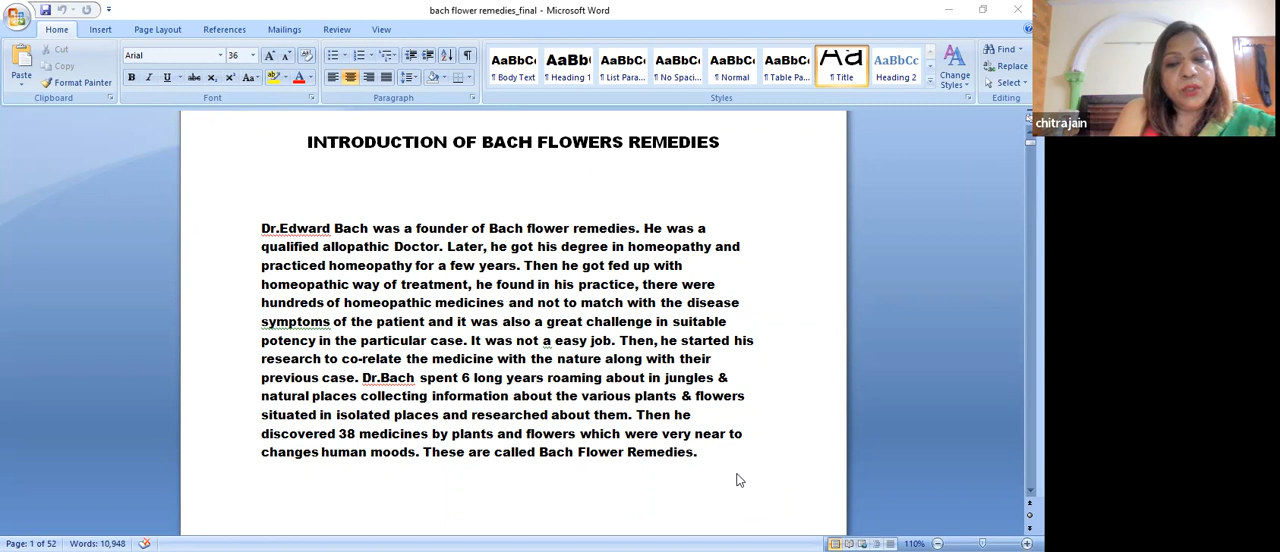 bach flower remedies_final - Microsoft Word
Home Insert Page Layout References Mailings Review View
Paste
Cut
Copy
Format Painter
Clipboard
Arial 36
Font
Paragraph
AaBbCc AaBb AaBbCc AaBbCc AaBbCc AaBbCc Aa AaBbCc
¶ Body Text ¶ Heading 1 ¶ List Para... ¶ No Spaci... ¶ Normal ¶ Table Pa... ¶ Title ¶ Heading 2
Change
Styles
Styles
Find
Replace
Select
Editing
chitra jain
INTRODUCTION OF BACH FLOWERS REMEDIES
Dr.Edward Bach was a founder of Bach flower remedies. He was a
qualified allopathic Doctor. Later, he got his degree in homeopathy and
practiced homeopathy for a few years. Then he got fed up with
homeopathic way of treatment, he found in his practice, there were
hundreds of homeopathic medicines and not to match with the disease
symptoms of the patient and it was also a great challenge in suitable
potency in the particular case. It was not a easy job. Then, he started his
research to co-relate the medicine with the nature along with their
previous case. Dr.Bach spent 6 long years roaming about in jungles &
natural places collecting information about the various plants & flowers
situated in isolated places and researched about them. Then he
discovered 38 medicines by plants and flowers which were very near to
changes human moods. These are called Bach Flower Remedies.
Page: 1 of 52 Words: 10,948 110%